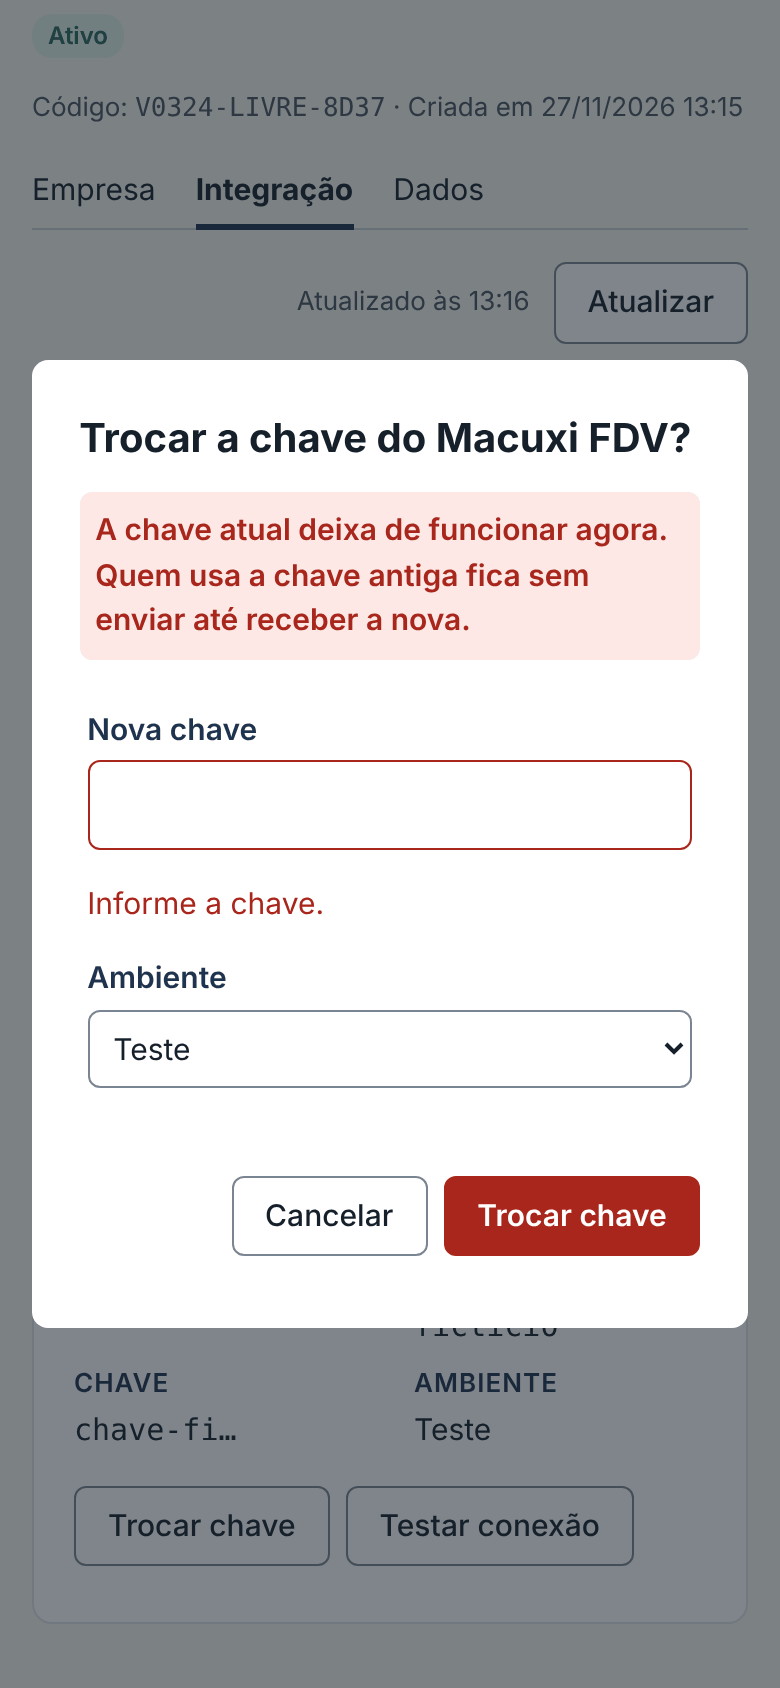 Ativo
Código: V0324-LIVRE-8D37 · Criada em 27/11/2026 13:15
Empresa Integração Dados
Atualizado às 13:16 Atualizar
Trocar a chave do Macuxi FDV?
A chave atual deixa de funcionar agora.
Quem usa a chave antiga fica sem
enviar até receber a nova.
Nova chave
Informe a chave.
Ambiente
Teste
Cancelar Trocar chave
CHAVE AMBIENTE
chave-fi… Teste
Trocar chave Testar conexão